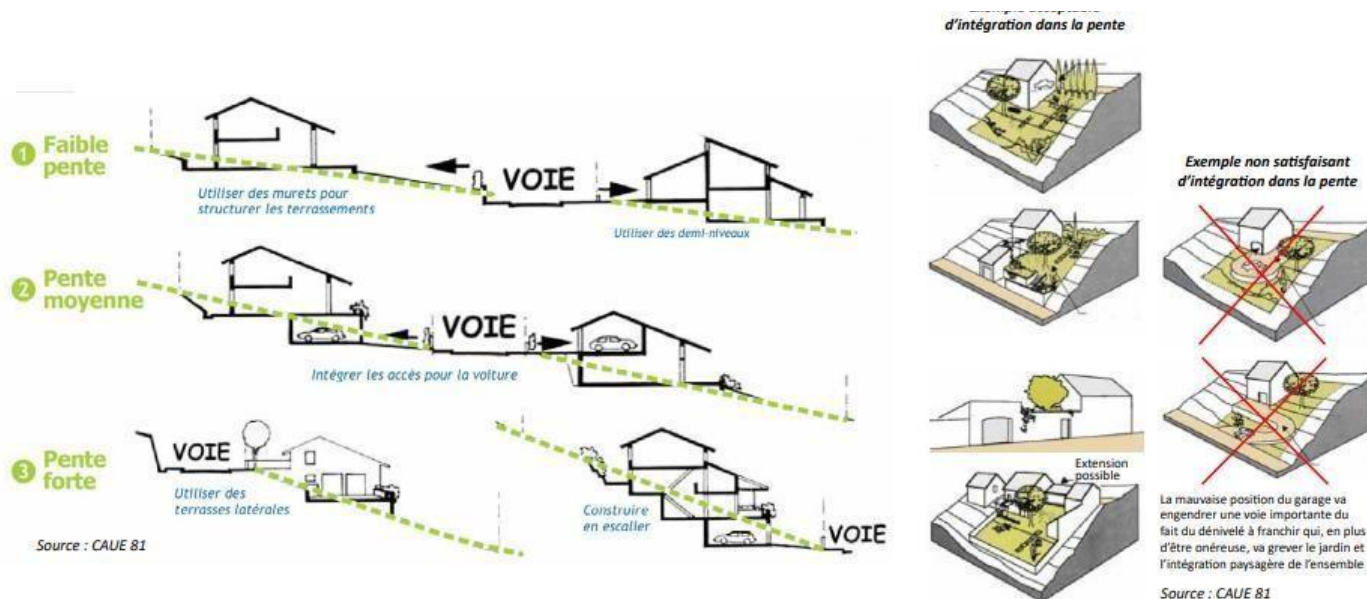 1 Faible
pente
Utiliser des murets pour
structurer les terrassements
VOIE
Utiliser des demi-niveaux
2 Pente
moyenne
VOIE
Intégrer les accès pour la voiture
3 Pente
forte
VOIE
Utiliser des
terrasses latérales
Construire
en escalier
VOIE
Source : CAUE 81
d'intégration dans la pente
Extension
possible
Exemple non satisfaisant
d'intégration dans la pente
La mauvaise position du garage va
engendrer une voie importante du
fait du dénivelé à franchir qui, en plus
d'être onéreuse, va grever le jardin et
l'intégration paysagère de l'ensemble
Source : CAUE 81